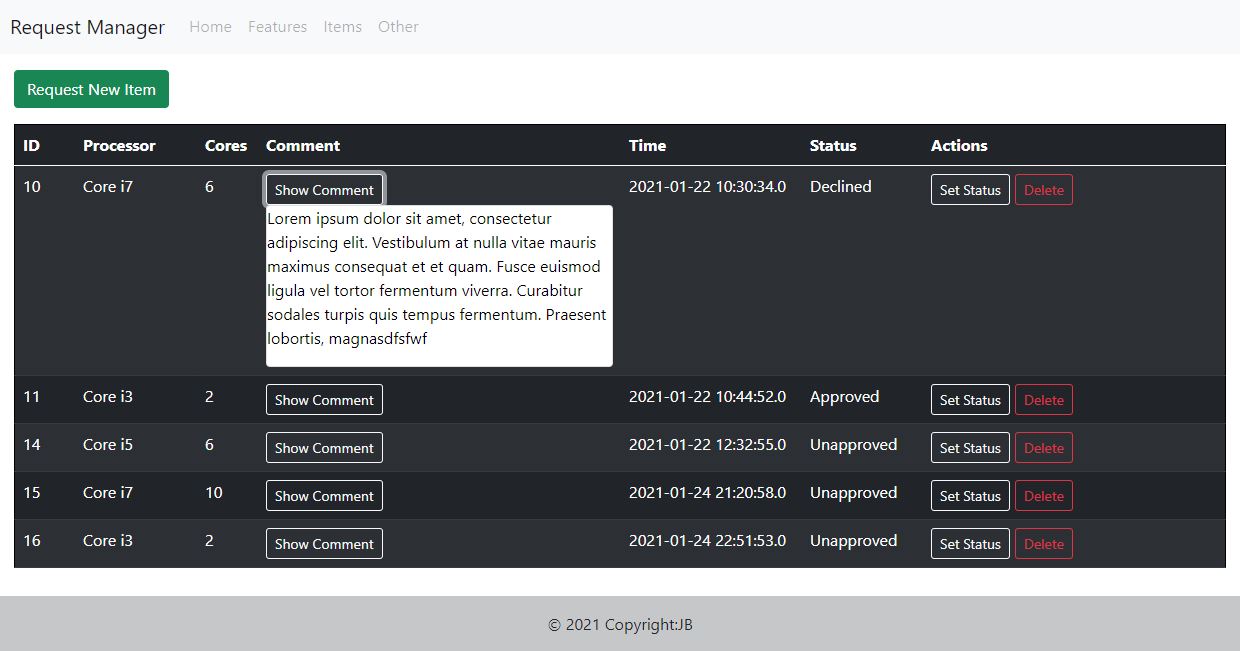 Request Manager Home Features Items Other
Request New Item
ID Processor Cores Comment Time Status Actions
10 Core i7 6 Show Comment 2021-01-22 10:30:34.0 Declined Set Status Delete
Lorem ipsum dolor sit amet, consectetur
adipiscing elit. Vestibulum at nulla vitae mauris
maximus consequat et et quam. Fusce euismod
ligula vel tortor fermentum viverra. Curabitur
sodales turpis quis tempus fermentum. Praesent
lobortis, magnasdfsfwf
11 Core i3 2 Show Comment 2021-01-22 10:44:52.0 Approved Set Status Delete
14 Core i5 6 Show Comment 2021-01-22 12:32:55.0 Unapproved Set Status Delete
15 Core i7 10 Show Comment 2021-01-24 21:20:58.0 Unapproved Set Status Delete
16 Core i3 2 Show Comment 2021-01-24 22:51:53.0 Unapproved Set Status Delete
© 2021 Copyright:JB